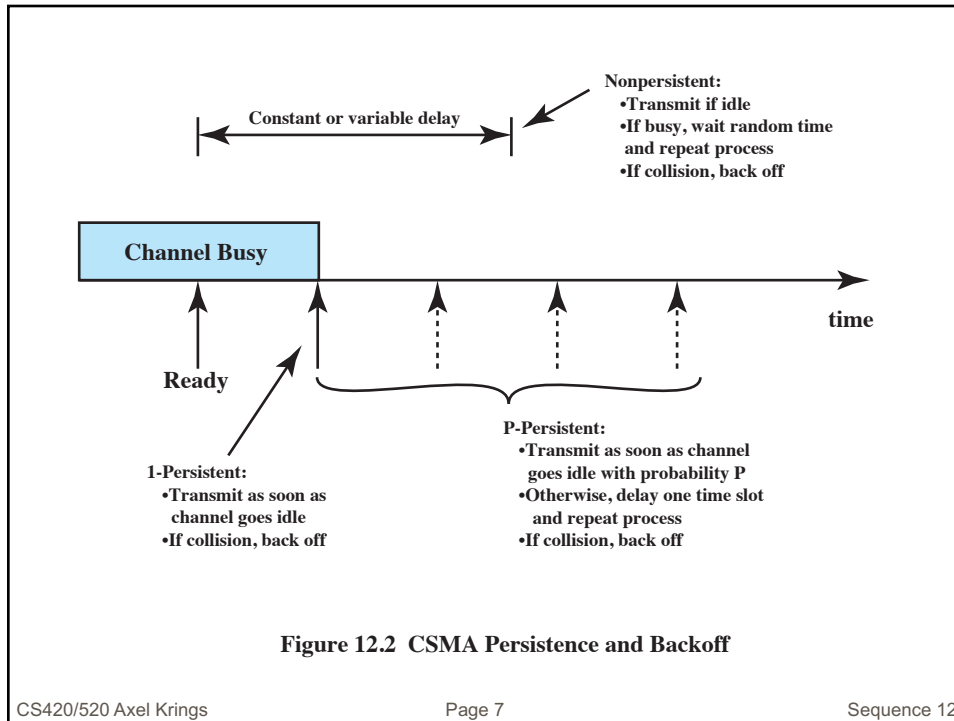 Nonpersistent:
•Transmit if idle
•If busy, wait random time
and repeat process
•If collision, back off
Constant or variable delay
Channel Busy
time
Ready
1-Persistent:
•Transmit as soon as
channel goes idle
•If collision, back off
P-Persistent:
•Transmit as soon as channel
goes idle with probability P
•Otherwise, delay one time slot
and repeat process
•If collision, back off
Figure 12.2 CSMA Persistence and Backoff
CS420/520 Axel Krings
Page 7
Sequence 12